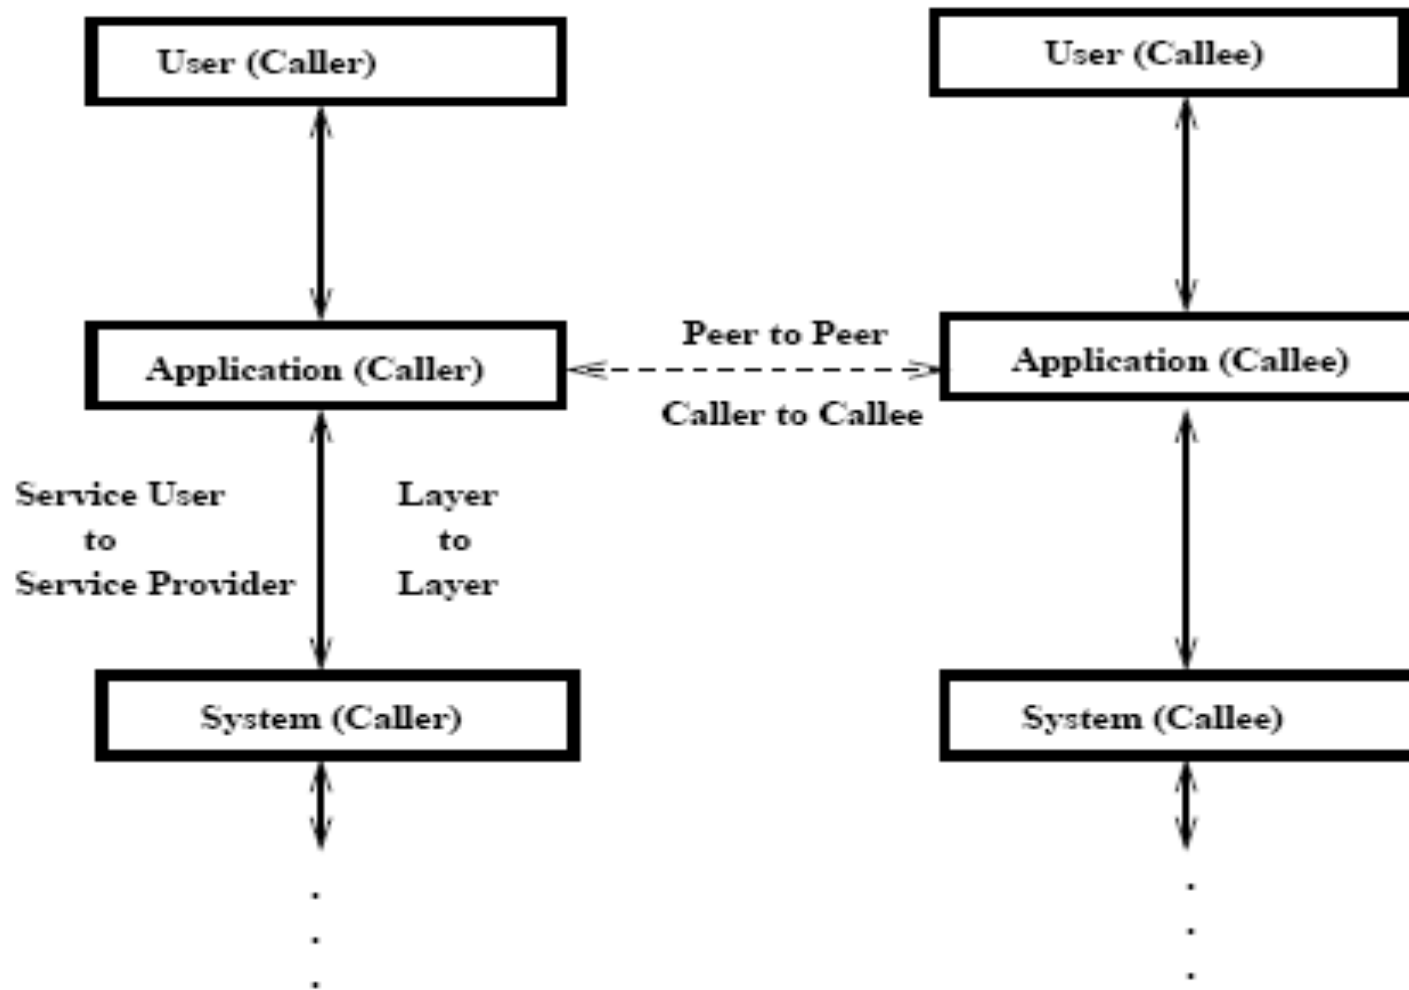 User (Caller)
User (Callee)
Peer to Peer
Application (Caller)
Application (Callee)
Caller to Callee
Service User
to
Service Provider
Layer
to
Layer
System (Caller)
System (Callee)